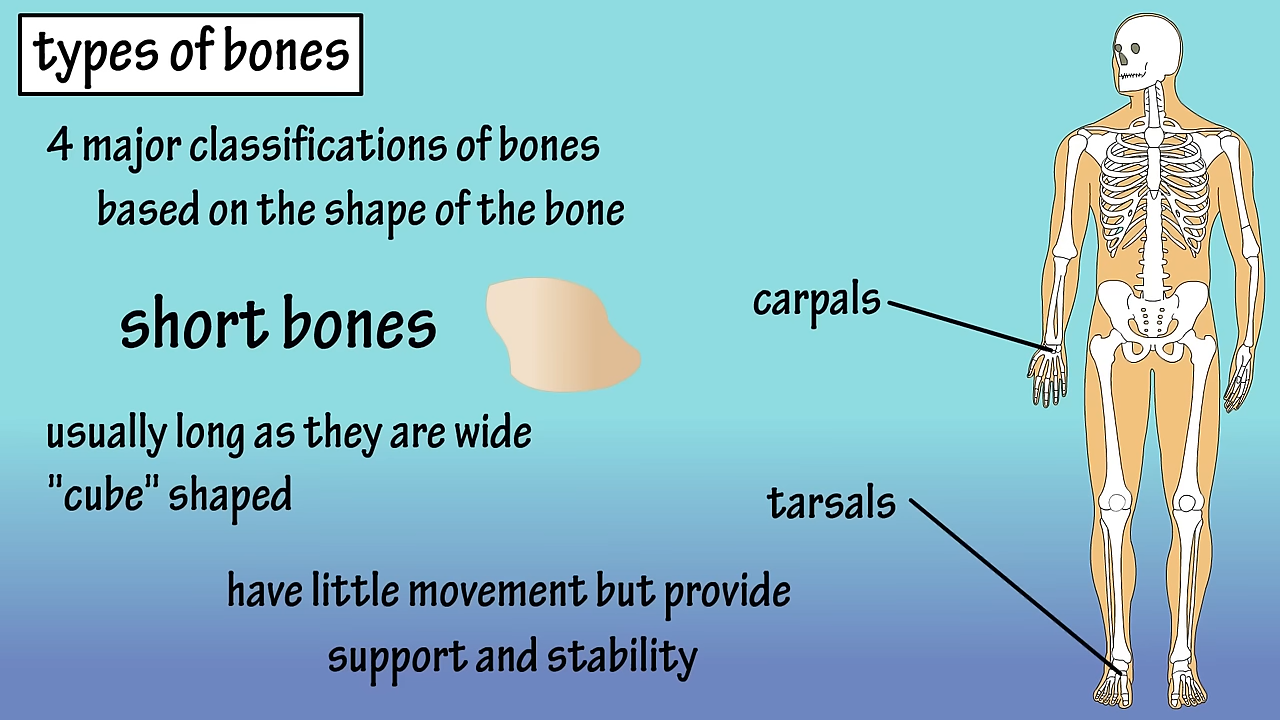 types of bones
4 major classifications of bones
based on the shape of the bone
short bones
carpals
usually long as they are wide
"cube" shaped
tarsals
have little movement but provide
support and stability